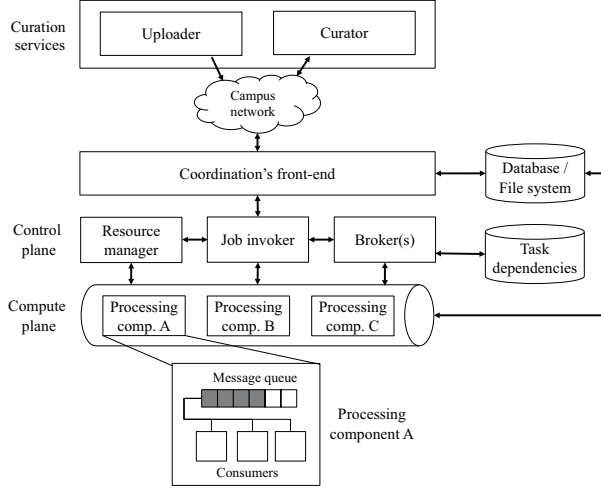 Curation
services
Uploader
Curator
Campus
network
Coordination's front-end
Database /
File system
Control
plane
Resource
manager
Job invoker
Broker(s)
Task
dependencies
Compute
plane
Processing
comp. A
Processing
comp. B
Processing
comp. C
Message queue
Processing
component A
Consumers